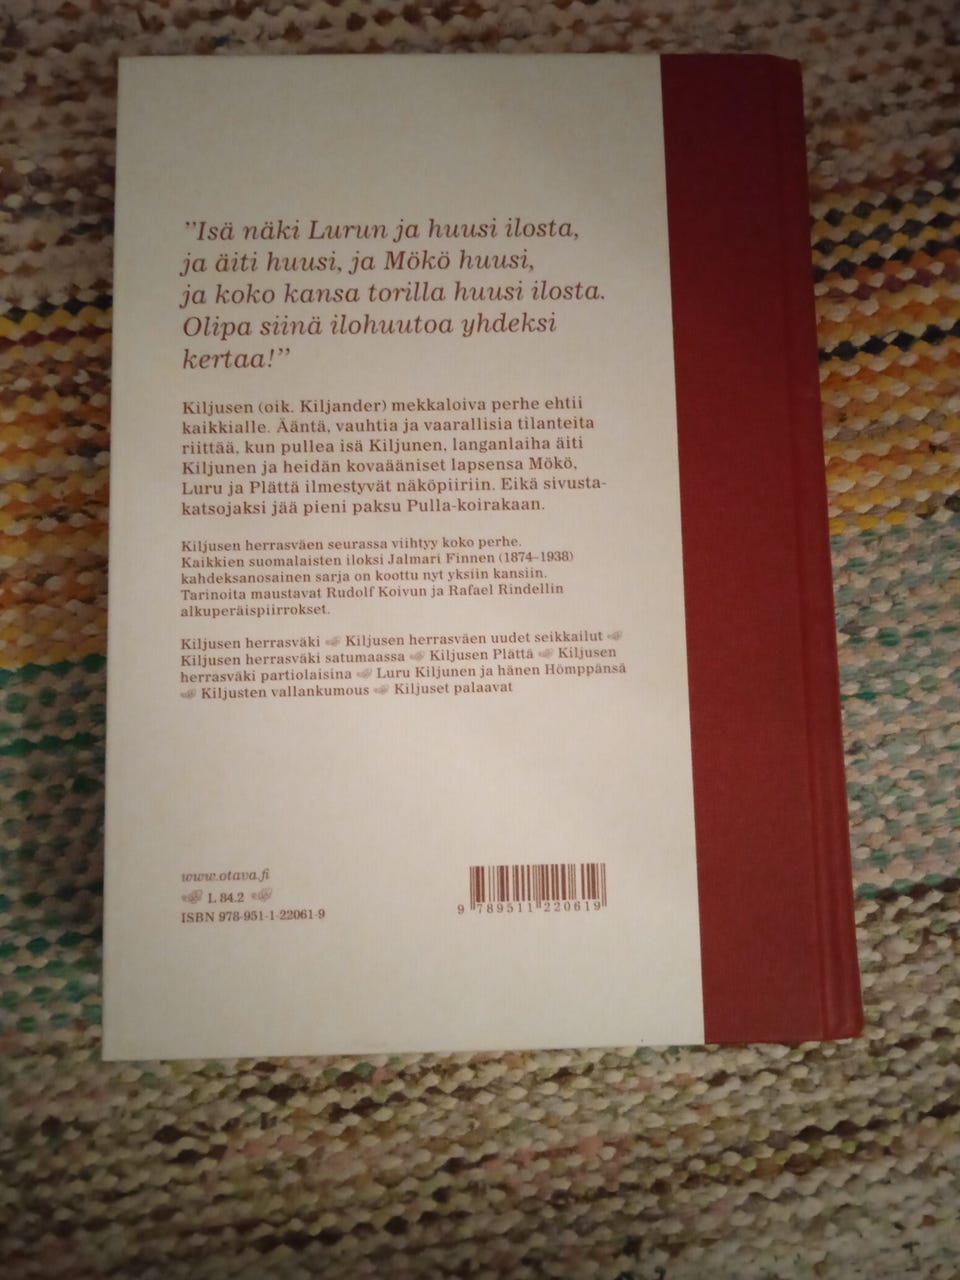 ”Isä näki Lurun ja huusi ilosta,
ja äiti huusi, ja Mökö huusi,
ja koko kansa torilla huusi ilosta.
Olipa siinä ilohuutoa yhdeksi
kertaa!”
Kiljusen (oik. Kiljander) mekkaloiva perhe ehtii
kaikkialle. Ääntä, vauhtia ja vaarallisia tilanteita
riittää, kun pullea isä Kiljunen, langanlaiha äiti
Kiljunen ja heidän kovaääniset lapsensa Mökö,
Luru ja Plättä ilmestyvät näköpiiriin. Eikä sivusta-
katsojaksi jää pieni paksu Pulla-koirakaan.
Kiljusen herrasväen seurassa viihtyy koko perhe.
Kaikkien suomalaisten iloksi Jalmari Finnen (1874–1938)
kahdeksanosainen sarja on koottu nyt yksiin kansiin.
Tarinoita maustavat Rudolf Koivun ja Rafael Rindellin
alkuperäispiirrokset.
Kiljusen herrasväki Kiljusen herrasväen uudet seikkailut
Kiljusen herrasväki satumaassa Kiljusen Plättä Kiljusen
herrasväki partiolaisina Luru Kiljunen ja hänen Hömppänsä
Kiljusten vallankumous Kiljuset palaavat
www.otava.fi
L 84.2
ISBN 978-951-1-22061-9
9 789511 220619